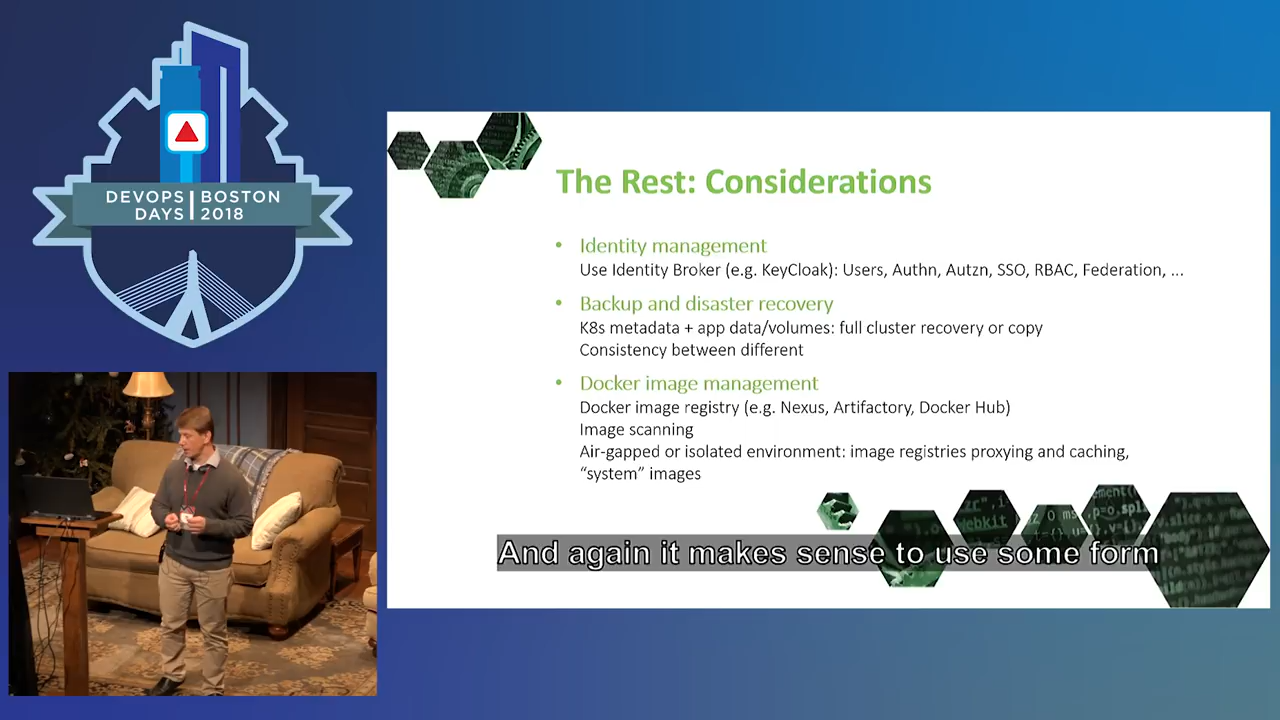 DEVOPS BOSTON
DAYS 2018
The Rest: Considerations
• Identity management
Use Identity Broker (e.g. KeyCloak): Users, Authn, Autzn, SSO, RBAC, Federation, ...
• Backup and disaster recovery
K8s metadata + app data/volumes: full cluster recovery or copy
Consistency between different
• Docker image management
Docker image registry (e.g. Nexus, Artifactory, Docker Hub)
Image scanning
Air-gapped or isolated environment: image registries proxying and caching,
“system” images
And again it makes sense to use some form